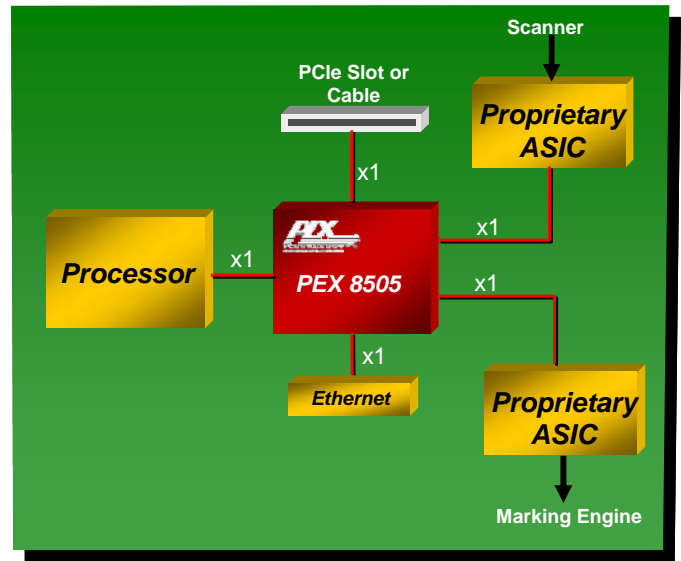 Scanner
PCIe Slot or
Cable
Proprietary
ASIC
x1
x1
Processor
x1
PLX
PEX 8505
x1
x1
Ethernet
Proprietary
ASIC
Marking Engine